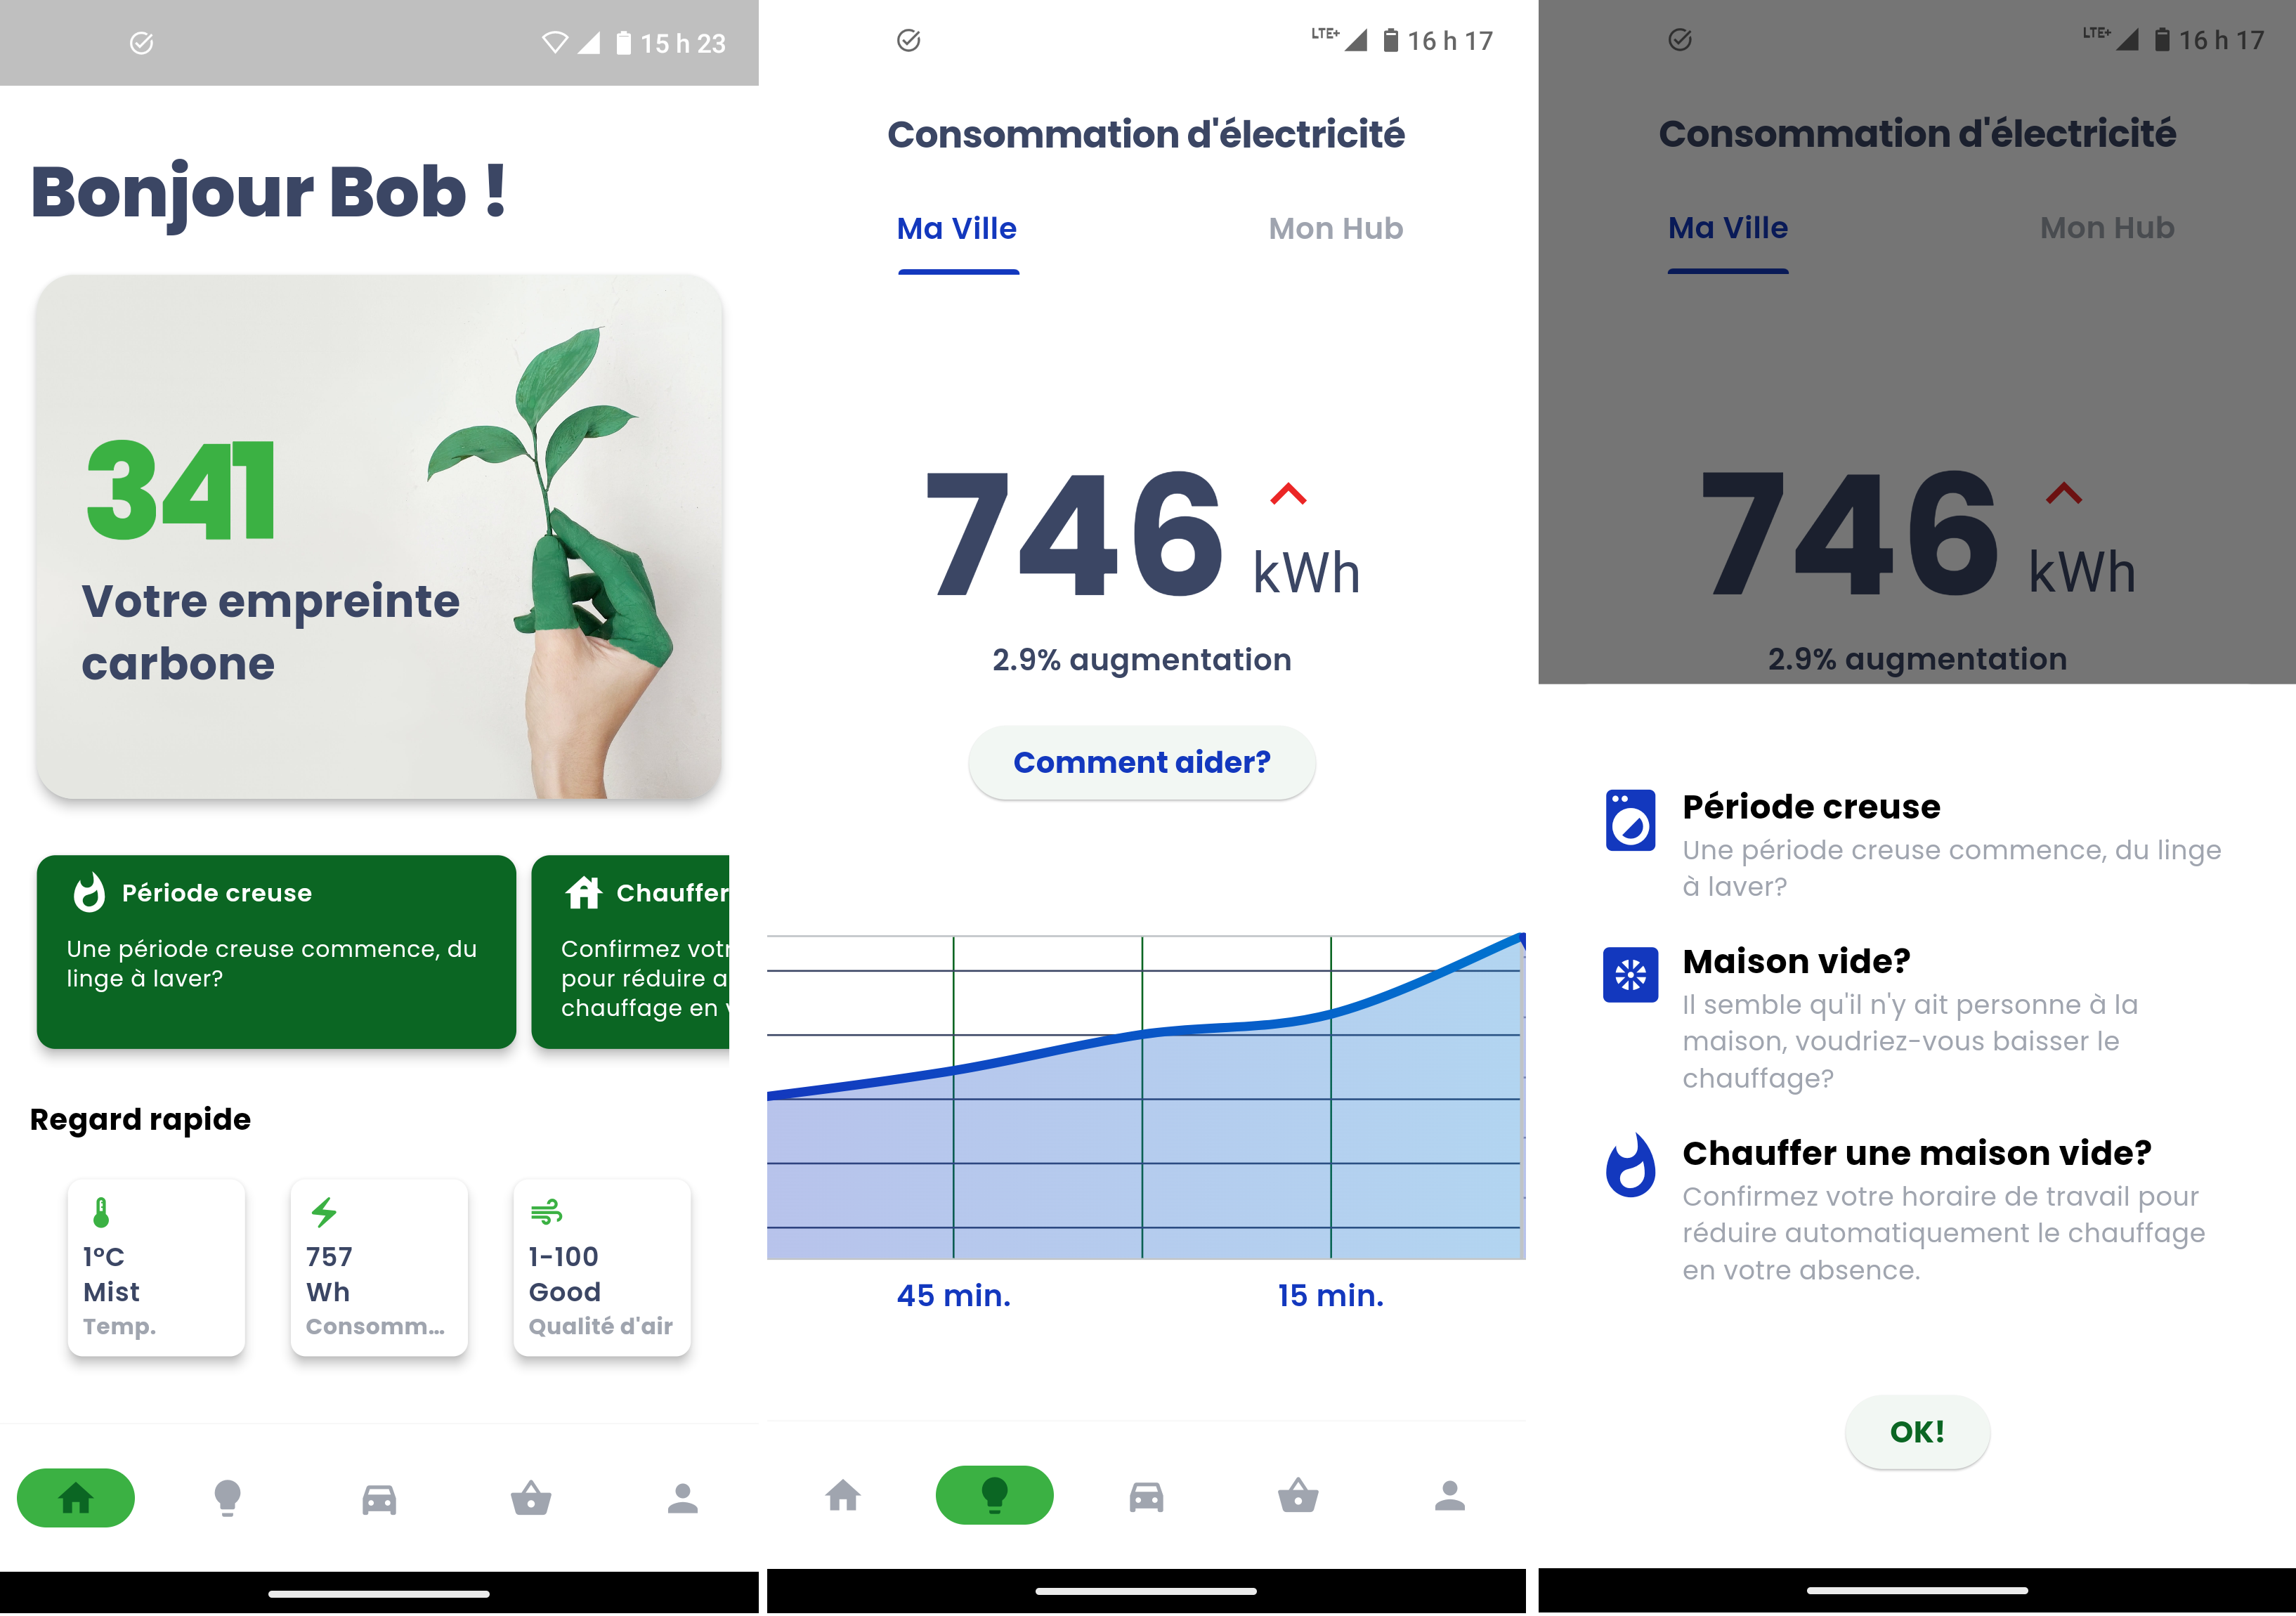 15 h 23
Bonjour Bob !
341
Votre empreinte
carbone
Période creuse
Une période creuse commence, du
linge à laver?
Chauffer
Confirmez votr
pour réduire a
chauffage en v
Regard rapide
1°C
Mist
Temp.
757
Wh
Consomm...
1-100
Good
Qualité d'air
LTE+ 16 h 17
Consommation d'électricité
Ma Ville
Mon Hub
746
kWh
2.9% augmentation
Comment aider?
45 min.
15 min.
LTE+ 16 h 17
Consommation d'électricité
Ma Ville
Mon Hub
746
kWh
2.9% augmentation
Période creuse
Une période creuse commence, du linge
à laver?
Maison vide?
Il semble qu'il n'y ait personne à la
maison, voudriez-vous baisser le
chauffage?
Chauffer une maison vide?
Confirmez votre horaire de travail pour
réduire automatiquement le chauffage
en votre absence.
OK!